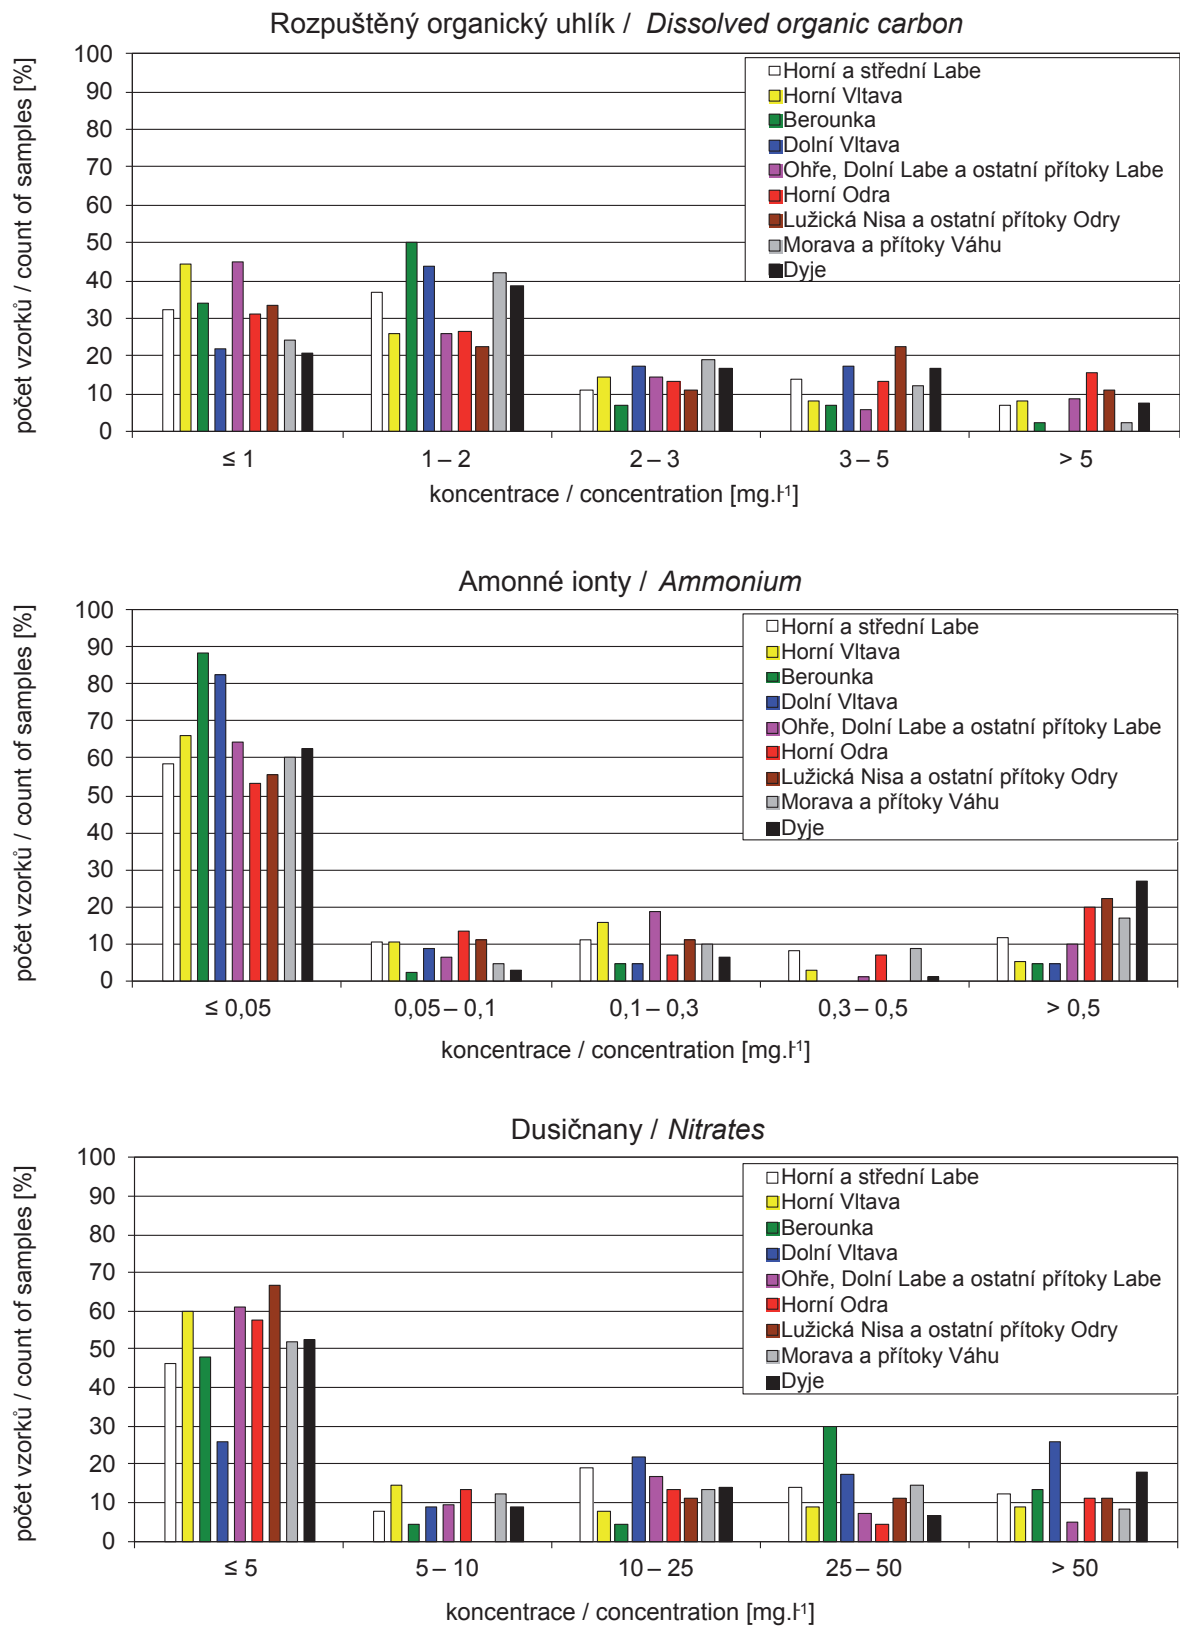 Rozpuštěný organický uhlík / Dissolved organic carbon
počet vzorků / count of samples [%]
100
90
80
70
60
50
40
30
20
10
0
Horní a střední Labe
Horní Vltava
Berounka
Dolní Vltava
Ohře, Dolní Labe a ostatní přítoky Labe
Horní Odra
Lužická Nisa a ostatní přítoky Odry
Morava a přítoky Váhu
Dyje
≤ 1 1 – 2 2 – 3 3 – 5 > 5
koncentrace / concentration [mg.l-1]
Amonné ionty / Ammonium
počet vzorků / count of samples [%]
100
90
80
70
60
50
40
30
20
10
0
Horní a střední Labe
Horní Vltava
Berounka
Dolní Vltava
Ohře, Dolní Labe a ostatní přítoky Labe
Horní Odra
Lužická Nisa a ostatní přítoky Odry
Morava a přítoky Váhu
Dyje
≤ 0,05 0,05 – 0,1 0,1 – 0,3 0,3 – 0,5 > 0,5
koncentrace / concentration [mg.l-1]
Dusičnany / Nitrates
počet vzorků / count of samples [%]
100
90
80
70
60
50
40
30
20
10
0
Horní a střední Labe
Horní Vltava
Berounka
Dolní Vltava
Ohře, Dolní Labe a ostatní přítoky Labe
Horní Odra
Lužická Nisa a ostatní přítoky Odry
Morava a přítoky Váhu
Dyje
≤ 5 5 – 10 10 – 25 25 – 50 > 50
koncentrace / concentration [mg.l-1]